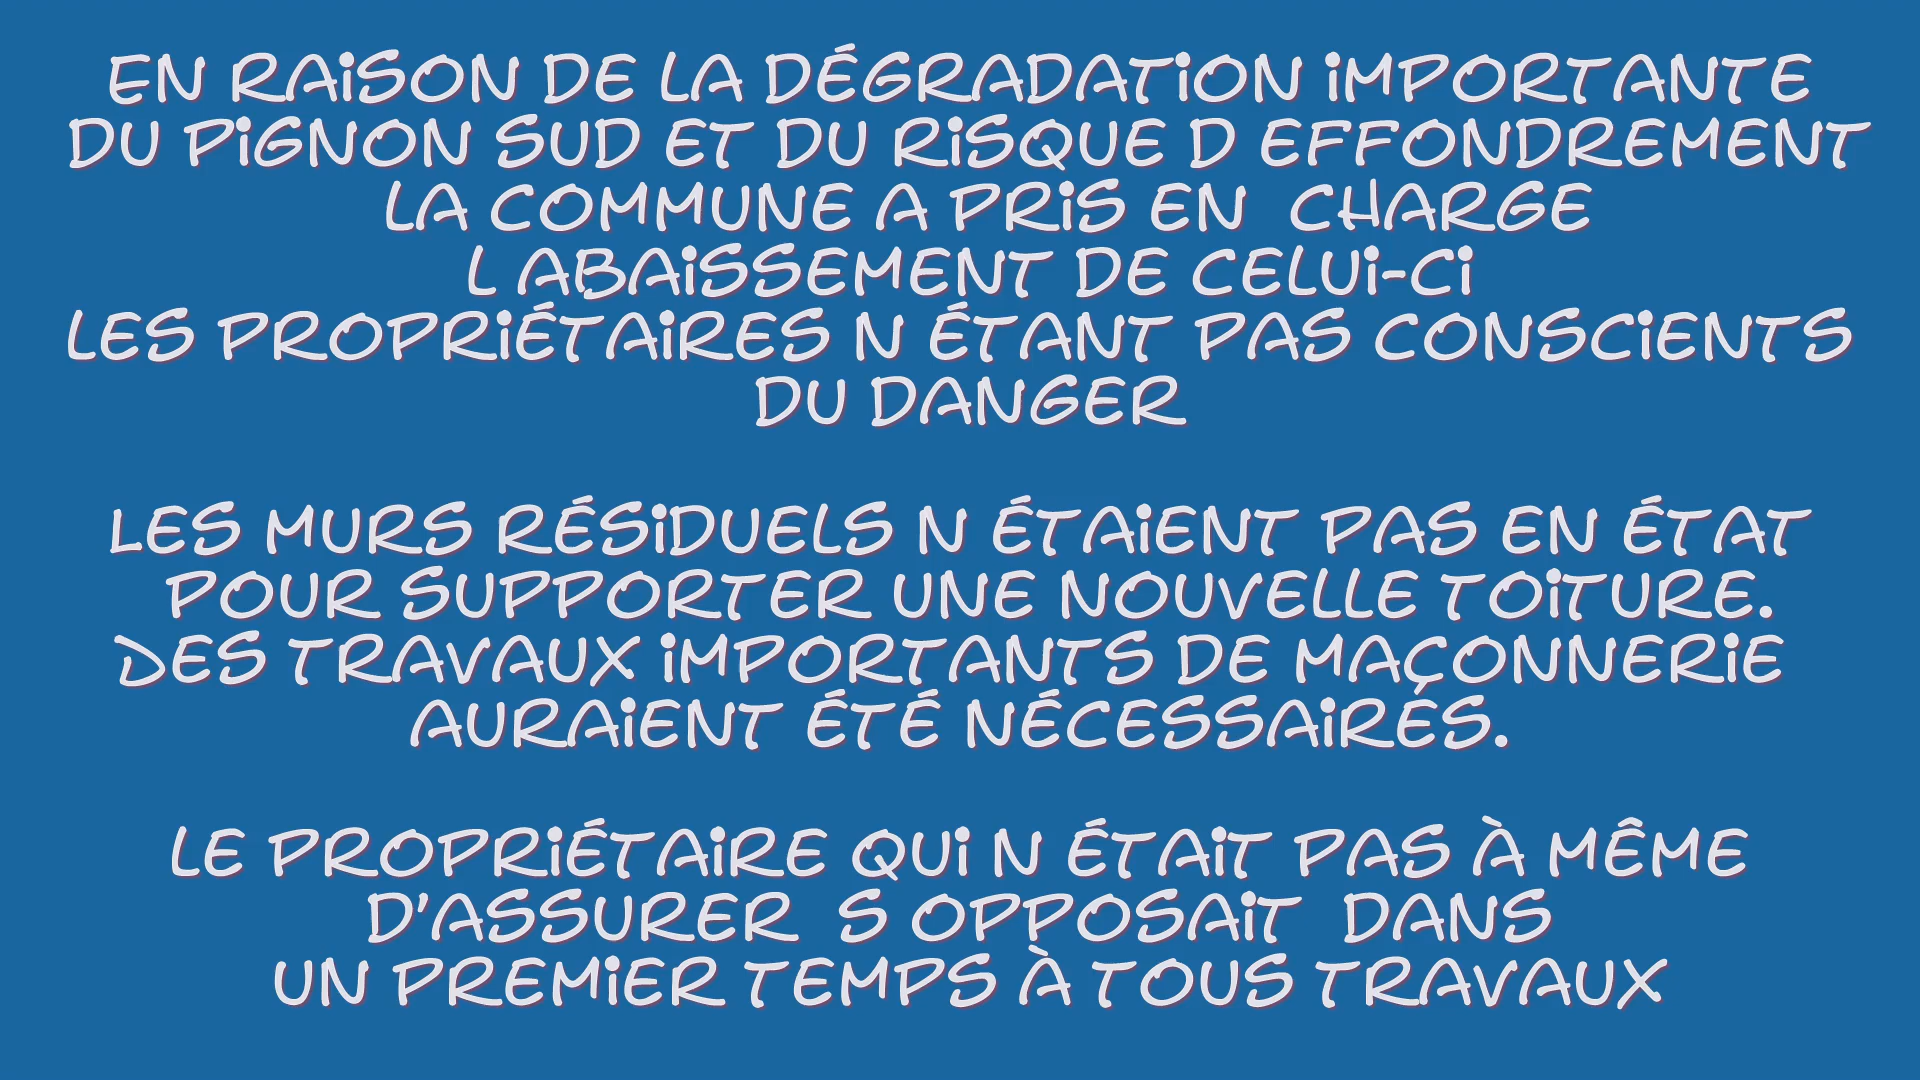 EN RAISON DE LA DÉGRADATION IMPORTANTE
DU PIGNON SUD ET DU RISQUE D EFFONDREMENT
LA COMMUNE A PRIS EN  CHARGE
L ABAISSEMENT DE CELUI-CI
LES PROPRIÉTAIRES N ÉTANT PAS CONSCIENTS
DU DANGER
LES MURS RÉSIDUELS N ÉTAIENT PAS EN ÉTAT
POUR SUPPORTER UNE NOUVELLE TOITURE.
DES TRAVAUX IMPORTANTS DE MAÇONNERIE
AURAIENT ÉTÉ NÉCESSAIRES.
LE PROPRIÉTAIRE QUI N ÉTAIT PAS À MÊME
D'ASSURER  S OPPOSAIT  DANS
UN PREMIER TEMPS À TOUS TRAVAUX